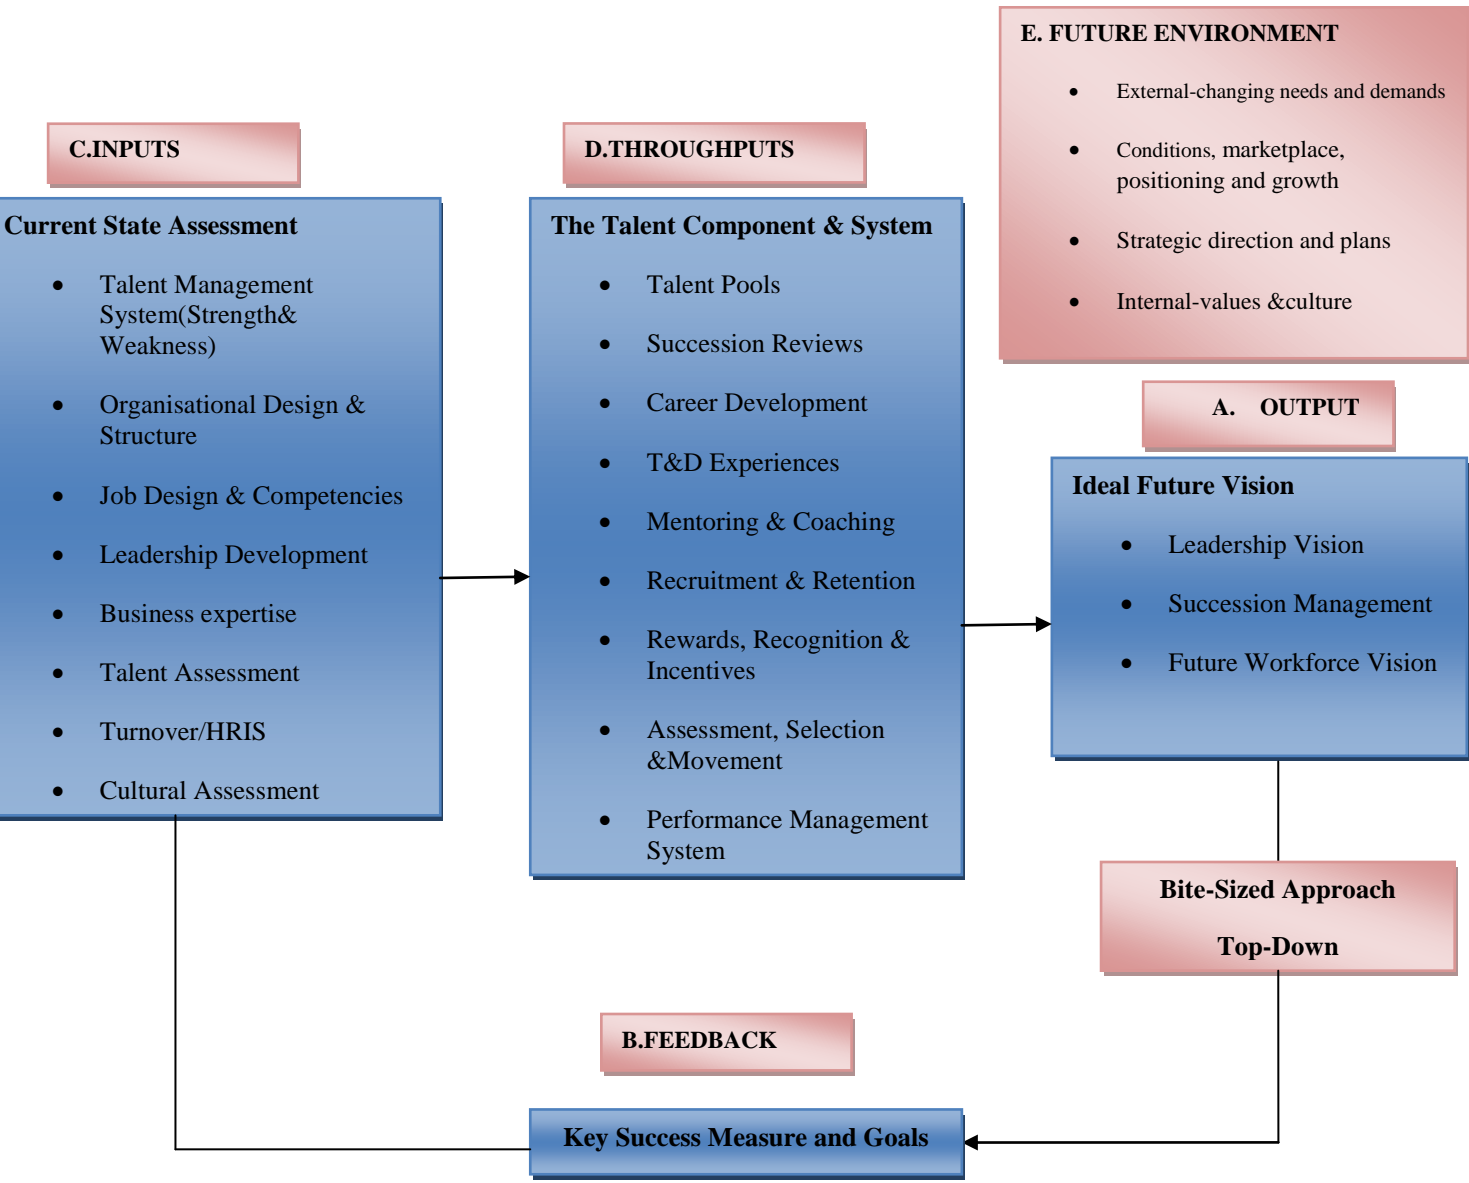 E. FUTURE ENVIRONMENT
• External-changing needs and demands
• Conditions, marketplace,
positioning and growth
• Strategic direction and plans
• Internal-values &culture
C.INPUTS
Current State Assessment
• Talent Management
System(Strength&
Weakness)
• Organisational Design &
Structure
• Job Design & Competencies
• Leadership Development
• Business expertise
• Talent Assessment
• Turnover/HRIS
• Cultural Assessment
D.THROUGHPUTS
The Talent Component & System
• Talent Pools
• Succession Reviews
• Career Development
• T&D Experiences
• Mentoring & Coaching
• Recruitment & Retention
• Rewards, Recognition &
Incentives
• Assessment, Selection
&Movement
• Performance Management
System
A. OUTPUT
Ideal Future Vision
• Leadership Vision
• Succession Management
• Future Workforce Vision
Bite-Sized Approach
Top-Down
B.FEEDBACK
Key Success Measure and Goals